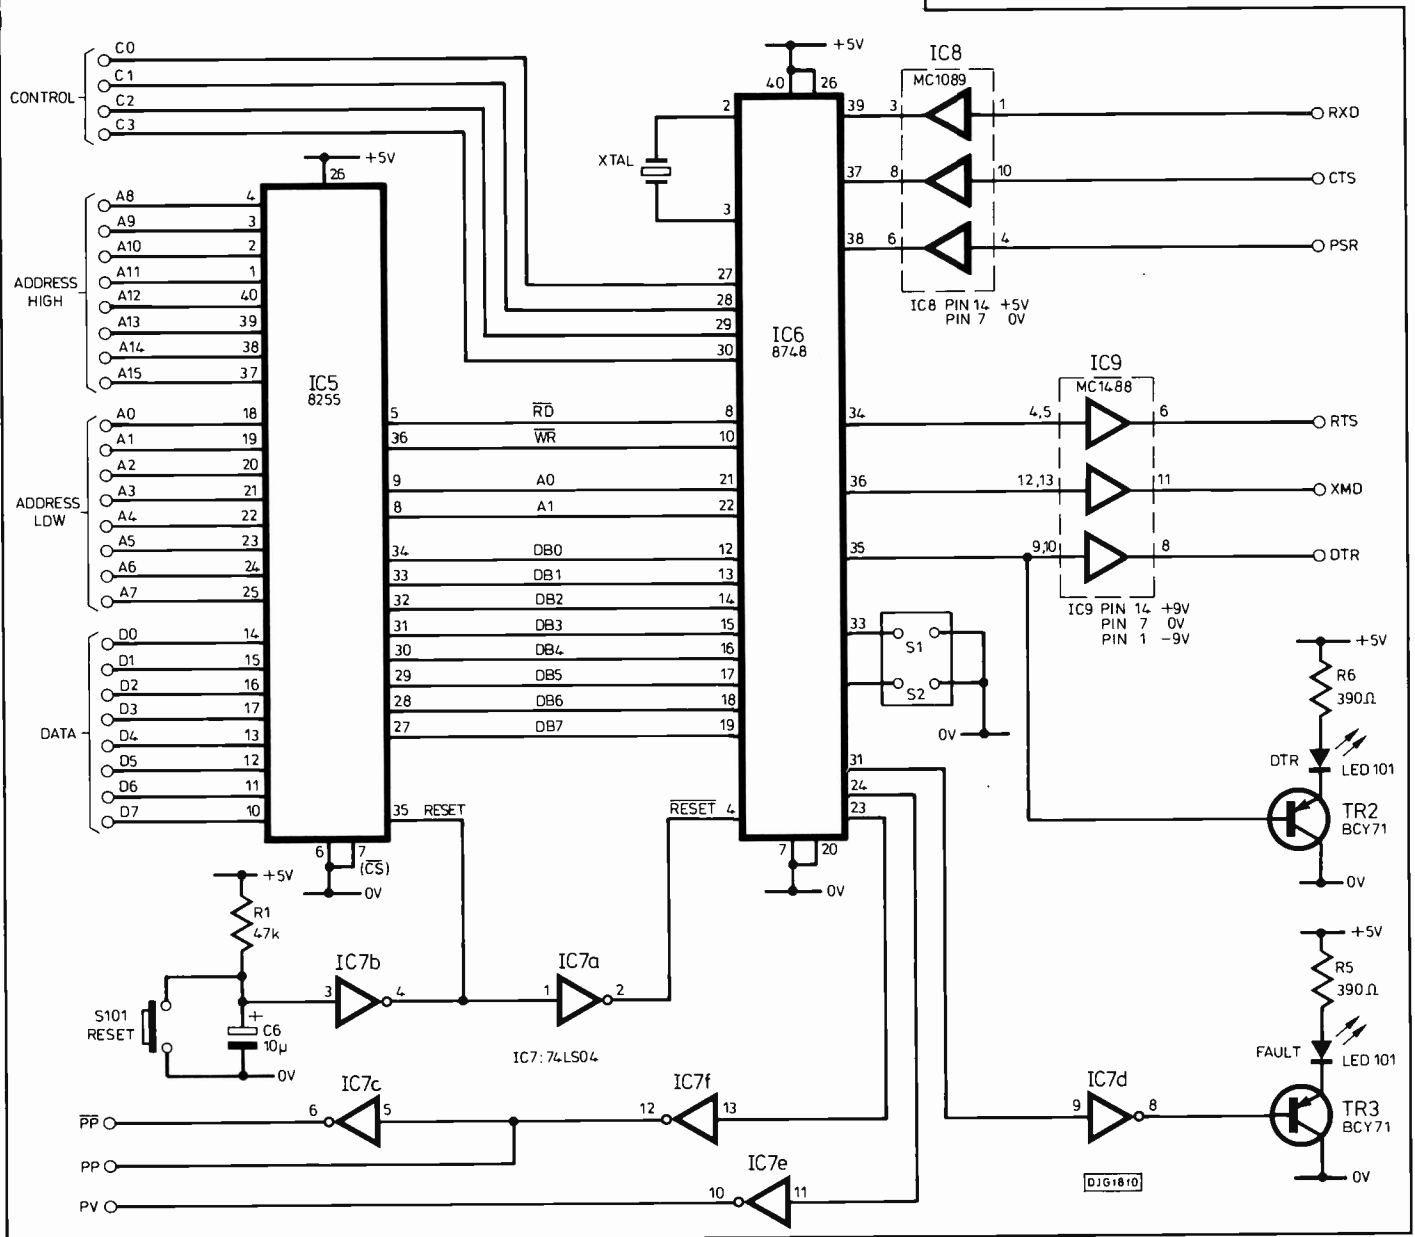 C0
C1
C2
C3
CONTROL
+5V
26
A8 4
A9 3
A10 2
A11 1
A12 40
A13 39
A14 38
A15 37
ADDRESS
HIGH
IC5
8255
A0 18
A1 19
A2 20
A3 21
A4 22
A5 23
A6 24
A7 25
ADDRESS
LOW
D0 14
D1 15
D2 16
D3 17
D4 13
D5 12
D6 11
D7 10
DATA
5 RD 8
36 WR 10
9 A0 21
8 A1 22
34 DB0 12
33 DB1 13
32 DB2 14
31 DB3 15
30 DB4 16
29 DB5 17
28 DB6 18
27 DB7 19
35 RESET
RESET 4
6 7
(CS)
0V
+5V
40 26
2
XTAL
3
27
28
29
30
IC6
8748
7 20
0V
IC8
MC1089
39 3 1 RXD
37 8 10 CTS
38 6 4 PSR
IC8 PIN 14 +5V
PIN 7 0V
IC9
MC1488
34 4,5 6 RTS
36 12,13 11 XMD
35 9,10 8 DTR
IC9 PIN 14 +9V
PIN 7 0V
PIN 1 -9V
33
S1
S2
0V
31
24
23
+5V
R6
390Ω
DTR
LED 101
TR2
BCY71
0V
+5V
R5
390Ω
FAULT
LED 101
TR3
BCY71
0V
+5V
R1
47k
S101
RESET
+
C6
10μ
0V
IC7b
3 4
IC7a
1 2
IC7:74LS04
IC7c
PP 6 5
IC7f
12 13
PP
IC7e
PV 10 11
IC7d
9 8
DJG1810